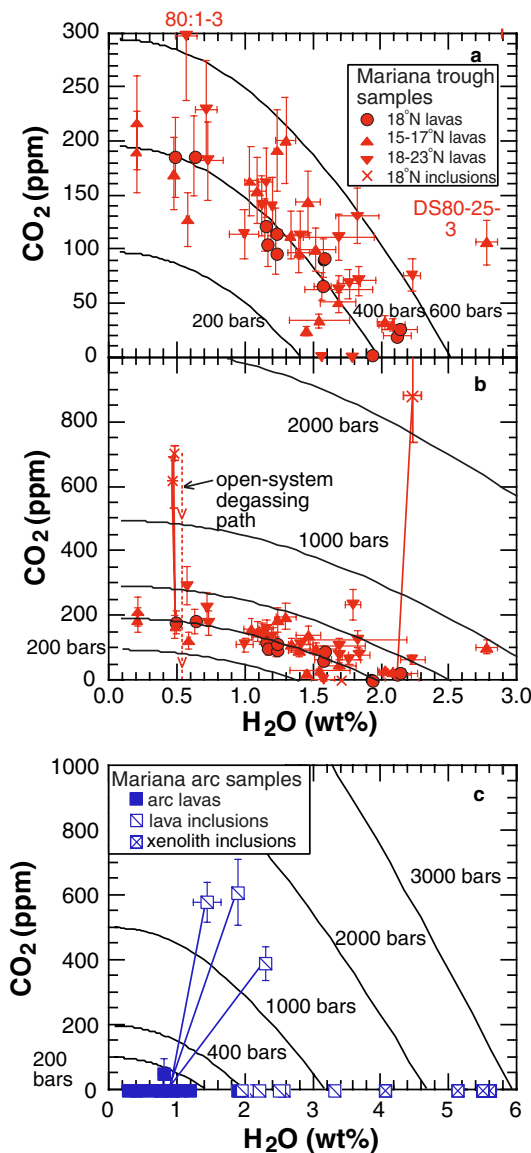 80:1-3
300
250
200
150
100
50
0
CO2 (ppm)
a
Mariana trough
samples
18°N lavas
15-17°N lavas
18-23°N lavas
18°N inclusions
DS80-25-
3
200 bars
400 bars
600 bars
b
800
600
400
200
0
CO2 (ppm)
2000 bars
open-system
degassing
path
1000 bars
200 bars
0.0
0.5
1.0
1.5
2.0
2.5
3.0
H2O (wt%)
1000
800
600
400
200
0
CO2 (ppm)
Mariana arc samples
arc lavas
lava inclusions
xenolith inclusions
c
3000 bars
2000 bars
1000 bars
400 bars
200
bars
0
1
2
3
4
5
6
H2O (wt%)